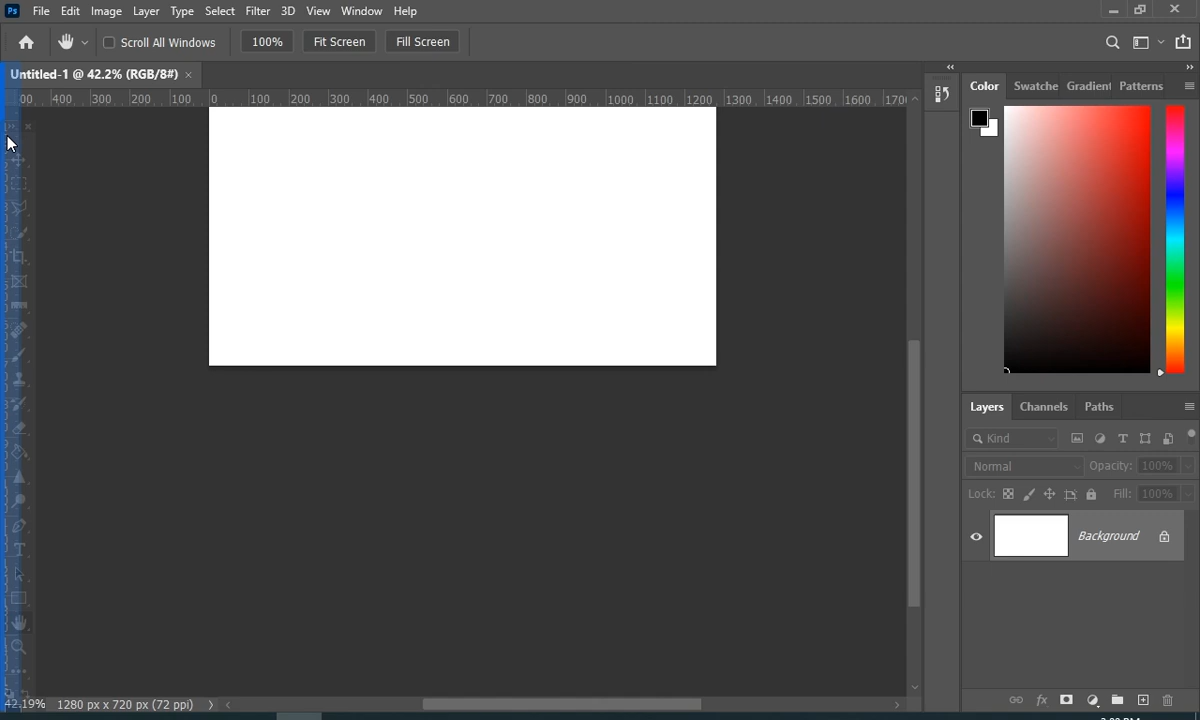 Ps File Edit Image Layer Type Select Filter 3D View Window Help
Scroll All Windows 100% Fit Screen Fill Screen
Untitled-1 @ 42.2% (RGB/8#) ×
00 400 300 200 100 0 100 200 300 400 500 600 700 800 900 1000 1100 1200 1300 1400 1500 1600 1700
Color Swatche Gradient Patterns
Layers Channels Paths
Kind
Normal Opacity: 100%
Lock: Fill: 100%
Background
42.19% 1280 px x 720 px (72 ppi)